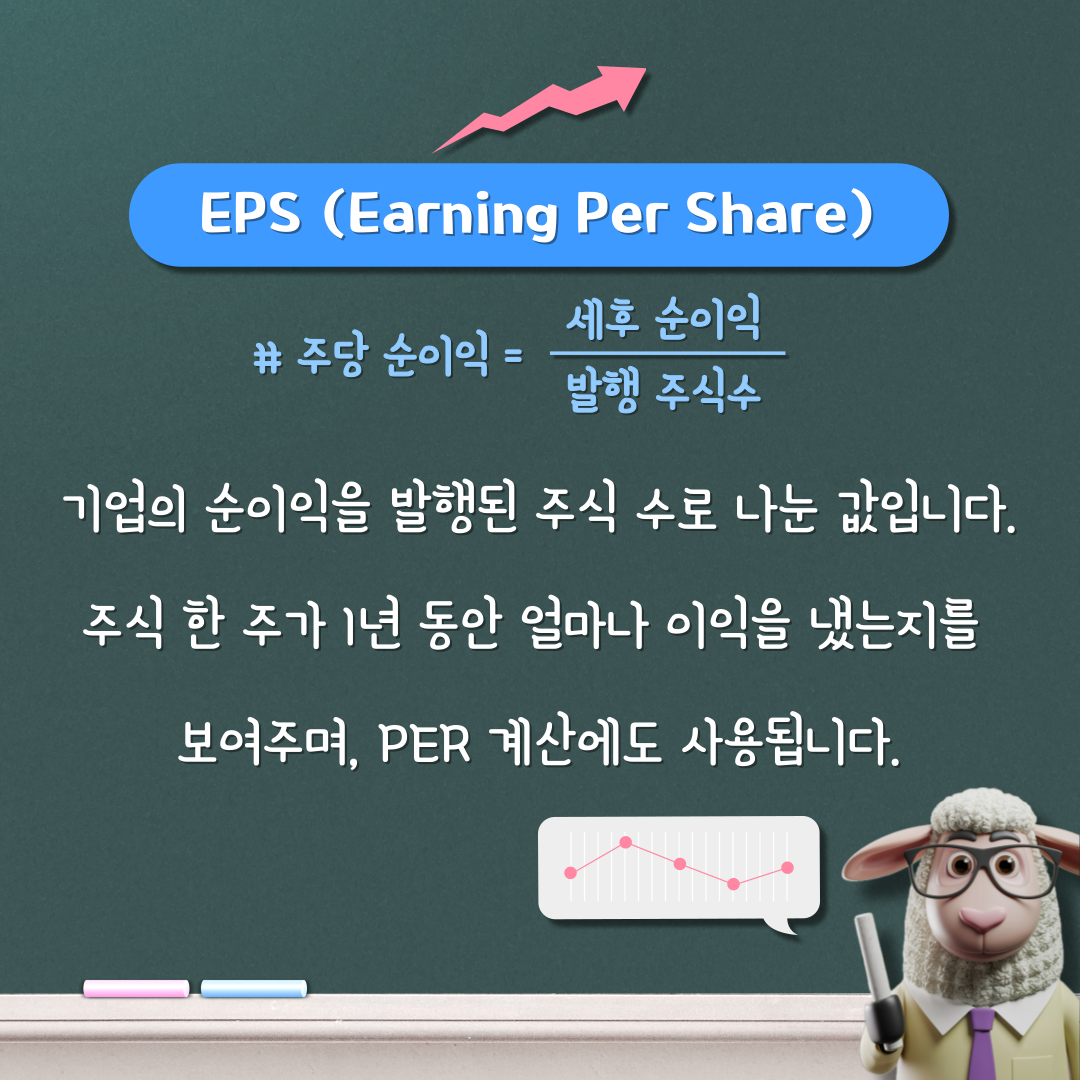 EPS (Earning Per Share)
# 주당 순이익 =
세후 순이익
발행 주식수
기업의 순이익을 발행된 주식 수로 나눈 값입니다.
주식 한 주가 1년 동안 얼마나 이익을 냈는지를
보여주며, PER 계산에도 사용됩니다.